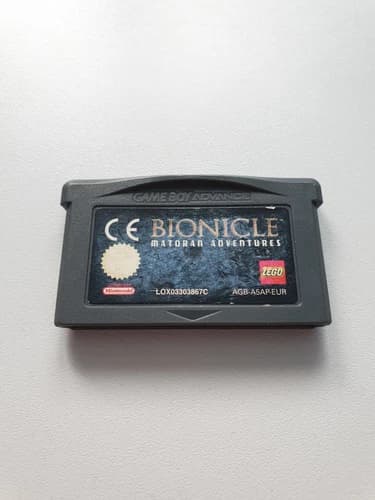 GAME BOY ADVANCE
CE BIONICLE
MATORAN ADVENTURES
LEGO
Nintendo
LOX03303867C
AGB-A5AP-EUR